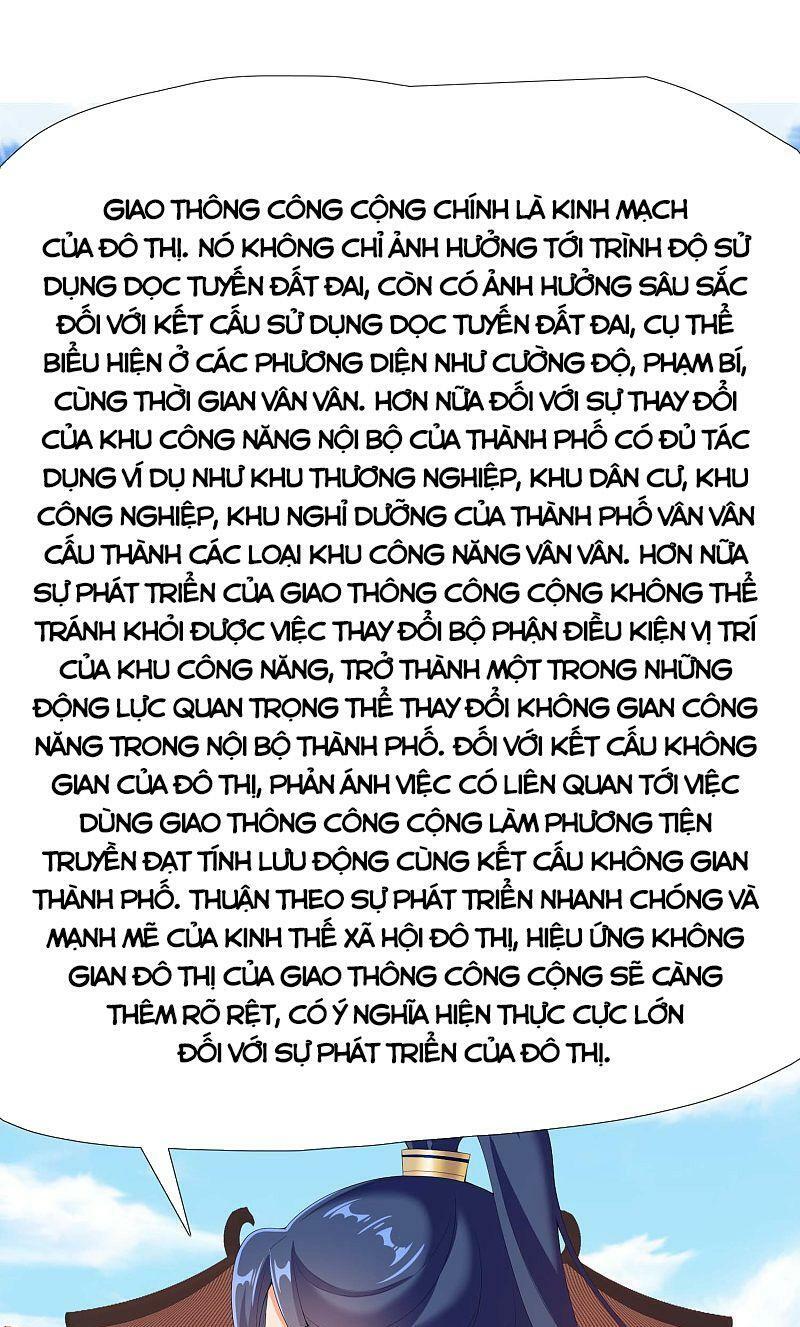 GIAO THÔNG CÔNG CỘNG CHÍNH LÀ KINH MẠCH
CỦA ĐÔ THỊ. NÓ KHÔNG CHỈ ẢNH HƯỞNG TỚI TRÌNH ĐỘ SỬ
DỤNG DỌC TUYẾN ĐẤT ĐAI, CÒN CÓ ẢNH HƯỞNG SÂU SẮC
ĐỐI VỚI KẾT CẤU SỬ DỤNG DỌC TUYẾN ĐẤT ĐAI, CỤ THỂ
BIỂU HIỆN Ở CÁC PHƯƠNG DIỆN NHƯ CƯỜNG ĐỘ, PHẠM BÍ,
CÙNG THỜI GIAN VÂN VÂN. HƠN NỮA ĐỐI VỚI SỰ THAY ĐỔI
CỦA KHU CÔNG NĂNG NỘI BỘ CỦA THÀNH PHỐ CÓ ĐỦ TÁC
DỤNG VÍ DỤ NHƯ KHU THƯƠNG NGHIỆP, KHU DÂN CƯ, KHU
CÔNG NGHIỆP, KHU NGHỈ DƯỠNG CỦA THÀNH PHỐ VÂN VÂN
CẤU THÀNH CÁC LOẠI KHU CÔNG NĂNG VÂN VÂN. HƠN NỮA
SỰ PHÁT TRIỂN CỦA GIAO THÔNG CÔNG CỘNG KHÔNG THỂ
TRÁNH KHỎI ĐƯỢC VIỆC THAY ĐỔI BỘ PHẬN ĐIỀU KIỆN VỊ TRÍ
CỦA KHU CÔNG NĂNG, TRỞ THÀNH MỘT TRONG NHỮNG
ĐỘNG LỰC QUAN TRỌNG THỂ THAY ĐỔI KHÔNG GIAN CÔNG
NĂNG TRONG NỘI BỘ THÀNH PHỐ. ĐỐI VỚI KẾT CẤU KHÔNG
GIAN CỦA ĐÔ THỊ, PHẢN ÁNH VIỆC CÓ LIÊN QUAN TỚI VIỆC
DÙNG GIAO THÔNG CÔNG CỘNG LÀM PHƯƠNG TIỆN
TRUYỀN ĐẠT TÍNH LƯU ĐỘNG CÙNG KẾT CẤU KHÔNG GIAN
THÀNH PHỐ. THUẬN THEO SỰ PHÁT TRIỂN NHANH CHÓNG VÀ
MẠNH MẼ CỦA KINH THẾ XÃ HỘI ĐÔ THỊ, HIỆU ỨNG KHÔNG
GIAN ĐÔ THỊ CỦA GIAO THÔNG CÔNG CỘNG SẼ CÀNG
THÊM RÕ RỆT, CÓ Ý NGHĨA HIỆN THỰC CỰC LỚN
ĐỐI VỚI SỰ PHÁT TRIỂN CỦA ĐÔ THỊ.